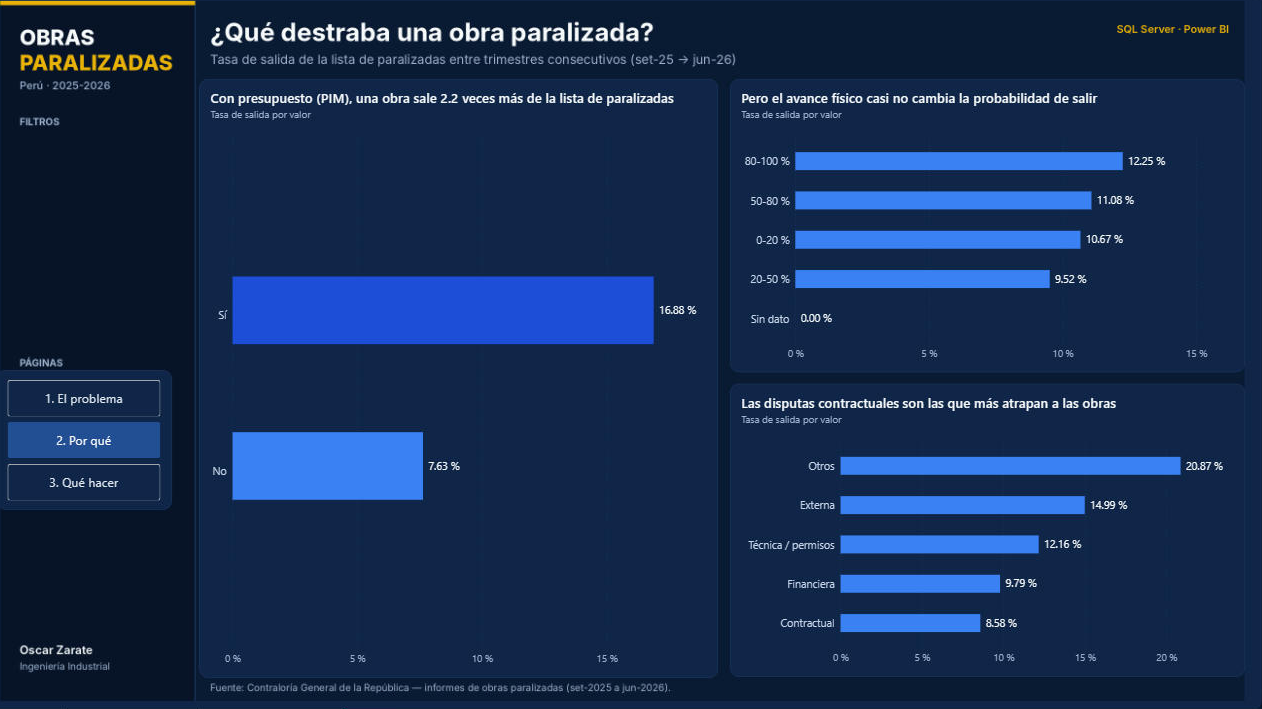 OBRAS
PARALIZADAS
Perú · 2025-2026
FILTROS
PÁGINAS
1. El problema
2. Por qué
3. Qué hacer
Oscar Zarate
Ingeniería Industrial
¿Qué destraba una obra paralizada?
Tasa de salida de la lista de paralizadas entre trimestres consecutivos (set-25 → jun-26)
SQL Server · Power BI
Con presupuesto (PIM), una obra sale 2.2 veces más de la lista de paralizadas
Tasa de salida por valor
Sí
16.88 %
No
7.63 %
0 %
5 %
10 %
15 %
Pero el avance físico casi no cambia la probabilidad de salir
Tasa de salida por valor
80-100 %
12.25 %
50-80 %
11.08 %
0-20 %
10.67 %
20-50 %
9.52 %
Sin dato
0.00 %
0 %
5 %
10 %
15 %
Las disputas contractuales son las que más atrapan a las obras
Tasa de salida por valor
Otros
20.87 %
Externa
14.99 %
Técnica / permisos
12.16 %
Financiera
9.79 %
Contractual
8.58 %
0 %
5 %
10 %
15 %
20 %
Fuente: Contraloría General de la República — informes de obras paralizadas (set-2025 a jun-2026).